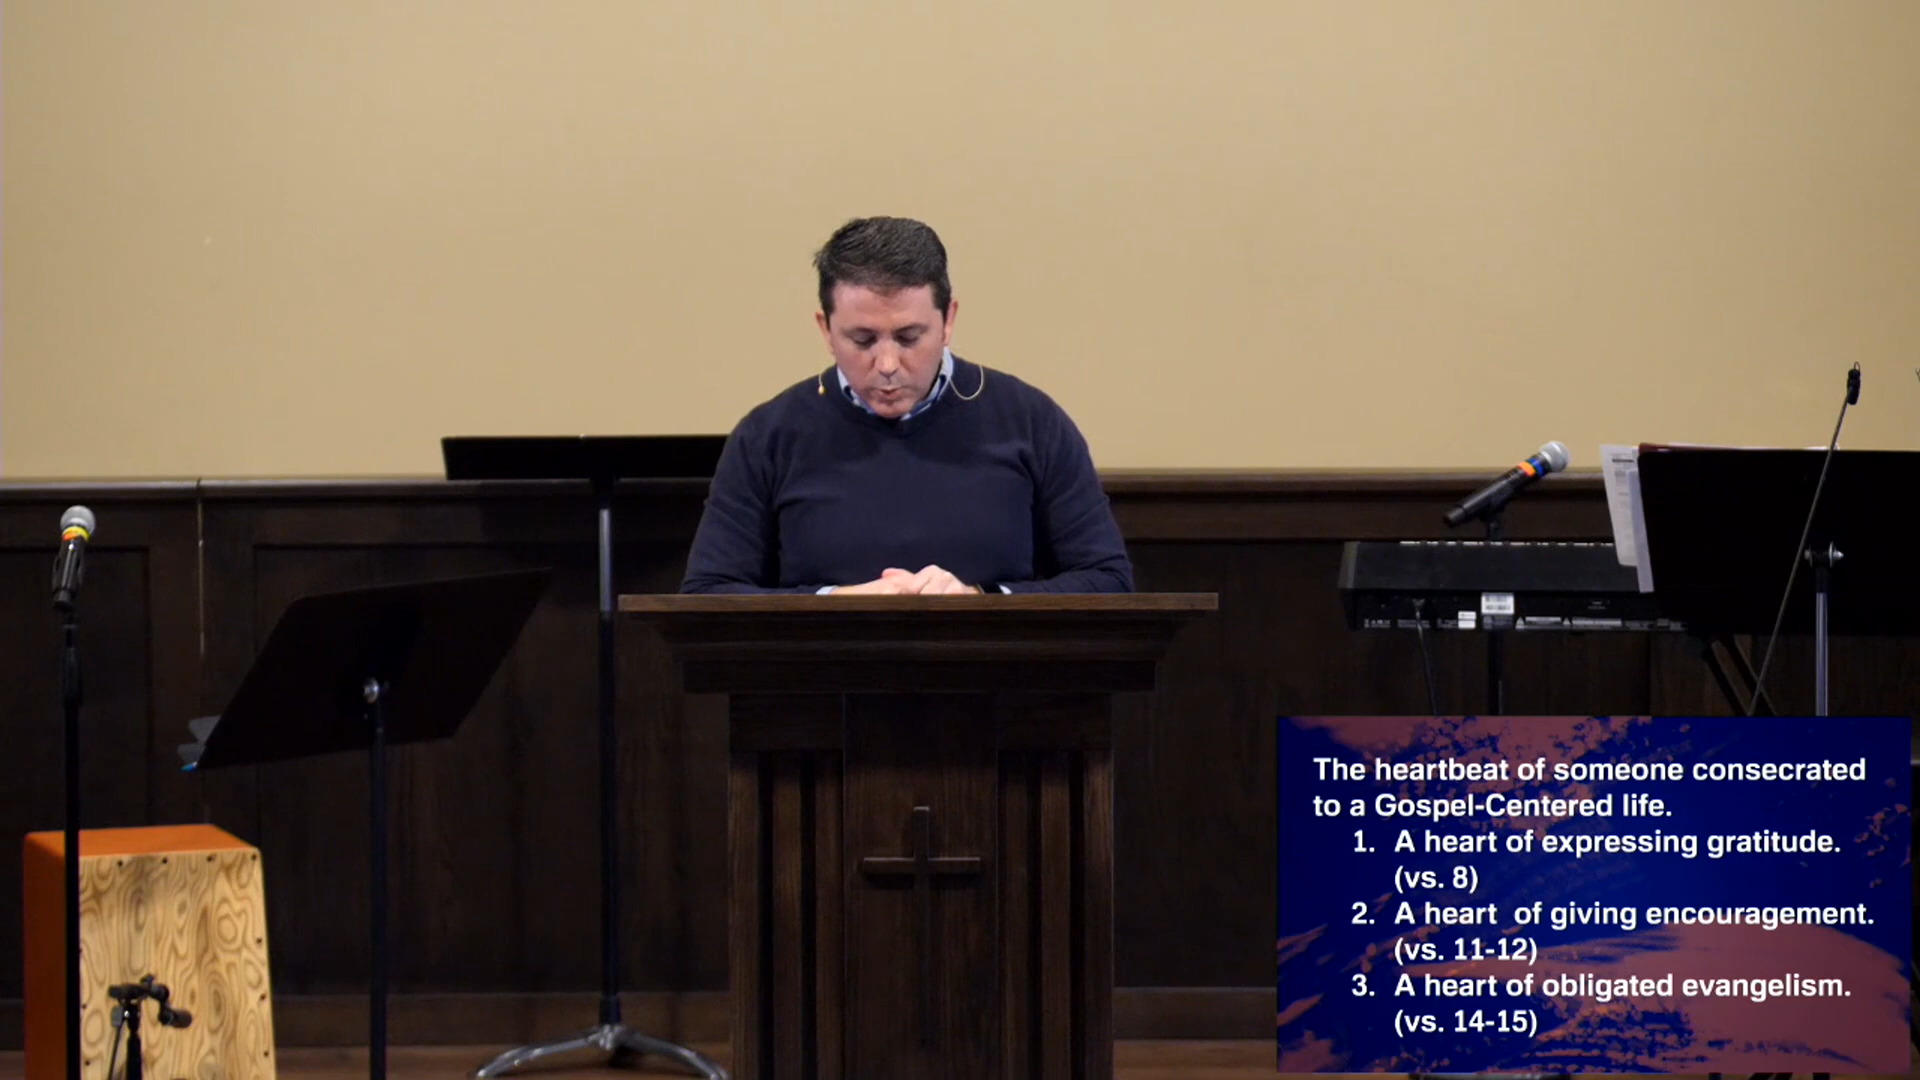 The heartbeat of someone consecrated
to a Gospel-Centered life.
1. A heart of expressing gratitude.
(vs. 8)
2. A heart  of giving encouragement.
(vs. 11-12)
3. A heart of obligated evangelism.
(vs. 14-15)